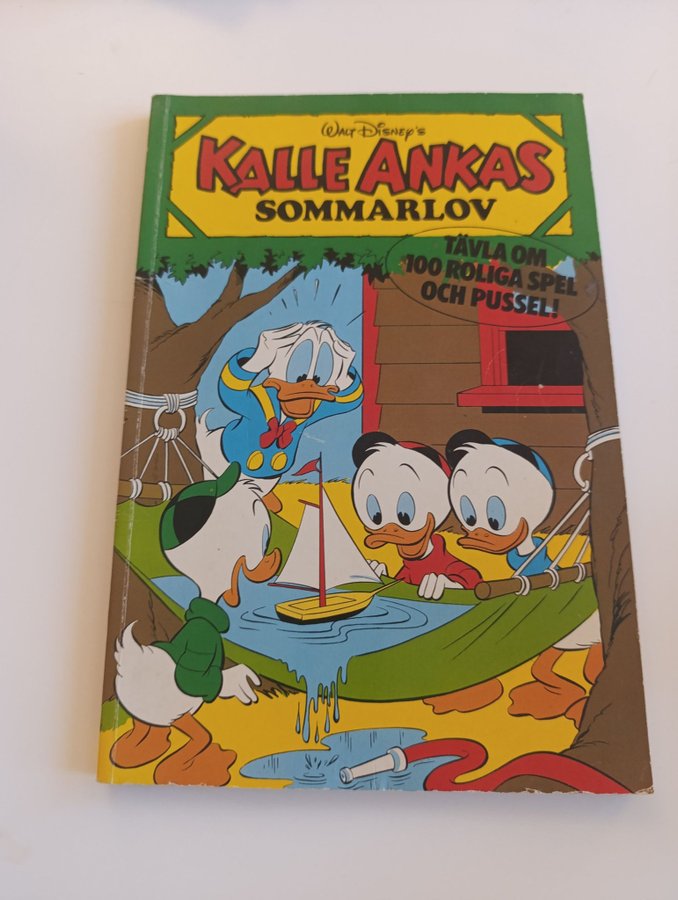 Walt Disney's
KALLE ANKAS
SOMMARLOV
TÄVLA OM
100 ROLIGA SPEL
OCH PUSSEL!